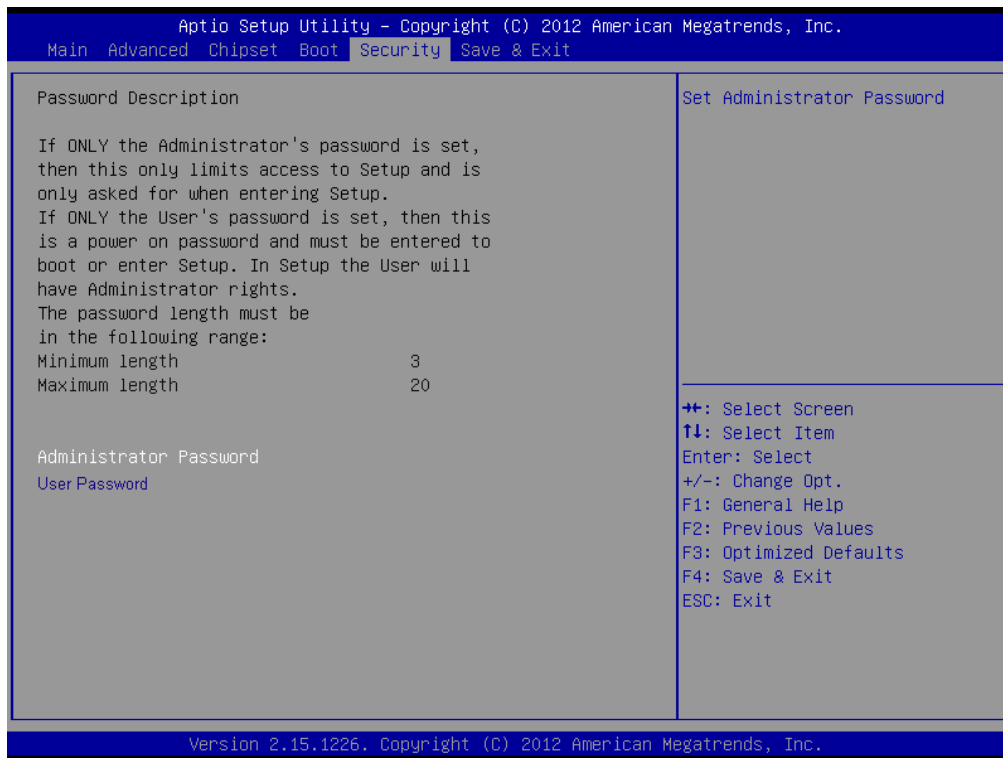 Aptio Setup Utility – Copyright (C) 2012 American Megatrends, Inc.
Main Advanced Chipset Boot Security Save & Exit
Password Description
If ONLY the Administrator's password is set,
then this only limits access to Setup and is
only asked for when entering Setup.
If ONLY the User's password is set, then this
is a power on password and must be entered to
boot or enter Setup. In Setup the User will
have Administrator rights.
The password length must be
in the following range:
Minimum length 3
Maximum length 20
Administrator Password
User Password
Set Administrator Password
→←: Select Screen
↑↓: Select Item
Enter: Select
+/-: Change Opt.
F1: General Help
F2: Previous Values
F3: Optimized Defaults
F4: Save & Exit
ESC: Exit
Version 2.15.1226. Copyright (C) 2012 American Megatrends, Inc.